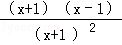 (x+1) (x-1)
(x+1) 2